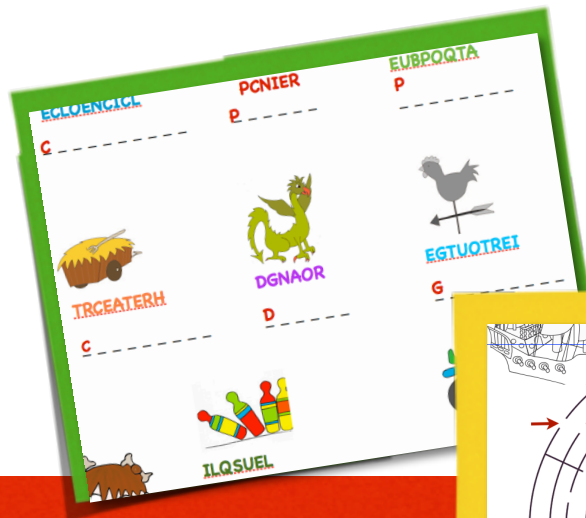 ECLOENCICL
PCNIER
EUBPOQTA
C _ _ _ _ _ _ _ _ _
P _ _ _ _ _
P _ _ _ _ _ _ _
TRCEATERH
DGNAOR
EGTUOTREI
C _ _ _ _ _ _ _ _
D _ _ _ _ _
G _ _ _ _ _ _ _ _
ILQSUEL